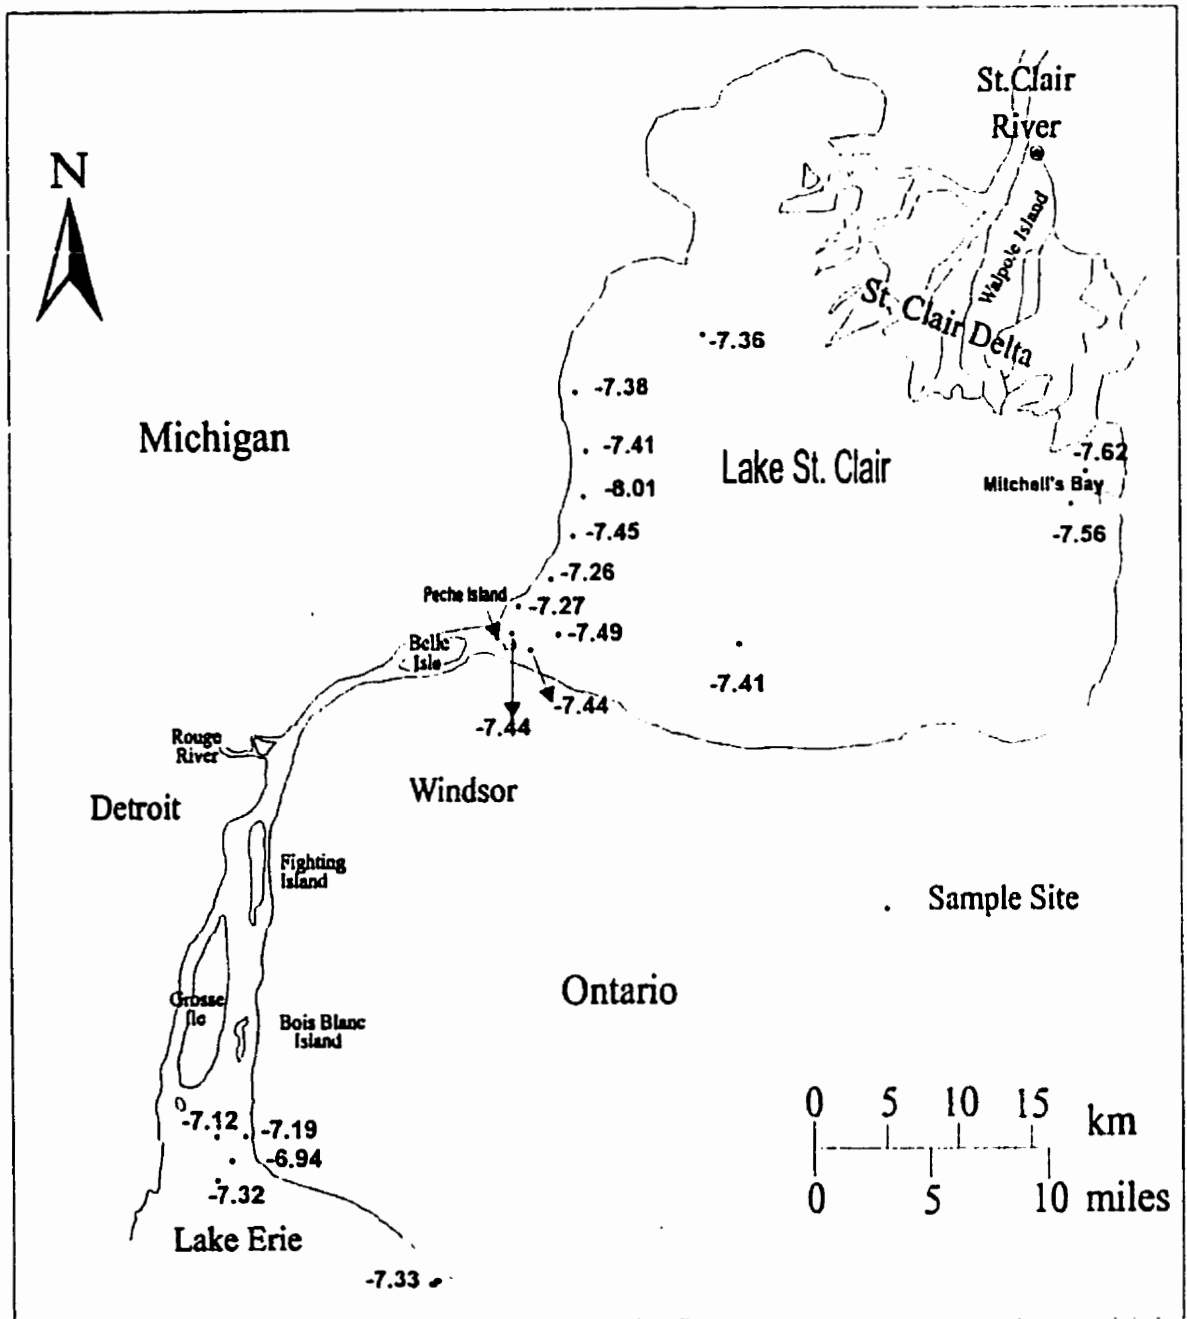 St.Clair
River
N
Walpole Island
St. Clair Delta
-7.36
-7.38
Michigan
-7.41
Lake St. Clair
-7.62
-8.01
Mitchell's Bay
-7.45
-7.56
-7.26
Peche Island
-7.27
-7.49
Belle
Isle
-7.41
-7.44
-7.44
Rouge
River
Windsor
Detroit
Fighting
Island
Sample Site
Ontario
Grosse
Ile
Bois Blanc
Island
0 5 10 15 km
-7.12
-7.19
-6.94
-7.32
0 5 10 miles
Lake Erie
-7.33